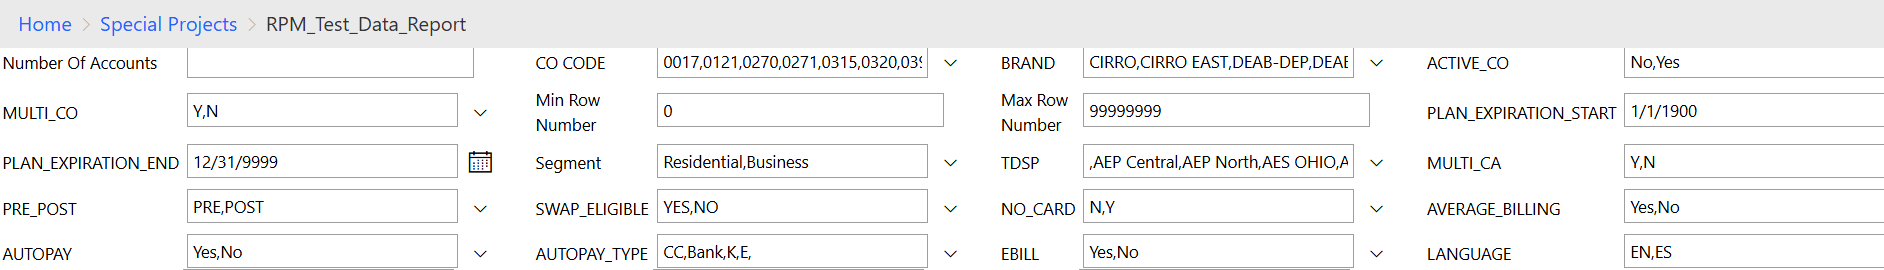 Home > Special Projects > RPM_Test_Data_Report
Number Of Accounts
CO CODE 0017,0121,0270,0271,0315,0320,039
BRAND CIRRO,CIRRO EAST,DEAB-DEP,DEAE
ACTIVE_CO No,Yes
MULTI_CO Y,N
Min Row Number 0
Max Row Number 99999999
PLAN_EXPIRATION_START 1/1/1900
PLAN_EXPIRATION_END 12/31/9999
Segment Residential,Business
TDSP ,AEP Central,AEP North,AES OHIO,A
MULTI_CA Y,N
PRE_POST PRE,POST
SWAP_ELIGIBLE YES,NO
NO_CARD N,Y
AVERAGE_BILLING Yes,No
AUTOPAY Yes,No
AUTOPAY_TYPE CC,Bank,K,E,
EBILL Yes,No
LANGUAGE EN,ES